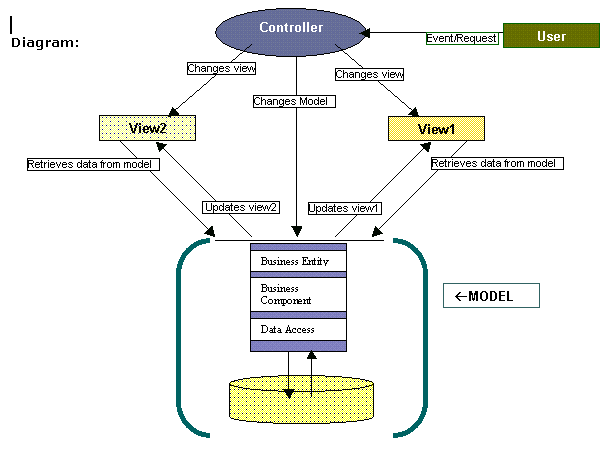 Controller
Event/Request
User
Diagram:
Changes view
Changes view
Changes Model
View2
View1
Retrieves data from model
Retrieves data from model
Updates view2
Updates view1
Business Entity
Business
Component
Data Access
←MODEL